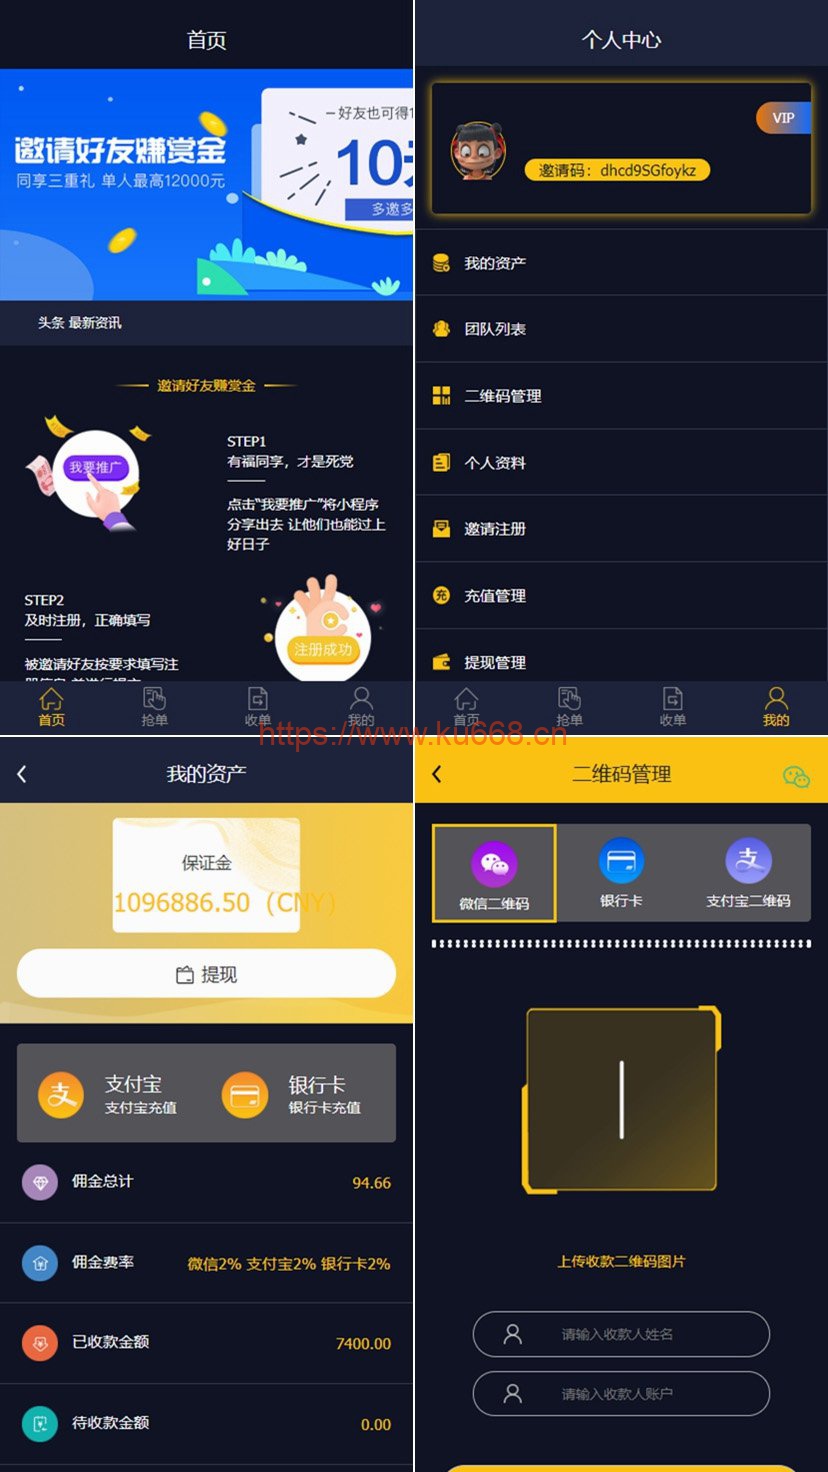 首页
邀请好友赚赏金
同享三重礼 单人最高12000元
好友也可得1
10
多邀多
头条 最新资讯
邀请好友赚赏金
我要推广
STEP1
有福同享，才是死党
点击“我要推广”将小程序
分享出去 让他们也能过上
好日子
STEP2
及时注册，正确填写
被邀请好友按要求填写注
注册成功
首页
抢单
收单
我的
个人中心
VIP
邀请码：dhcd9SGfoykz
我的资产
团队列表
二维码管理
个人资料
邀请注册
充
充值管理
提现管理
首页
抢单
收单
我的
https://www.ku668.cn
我的资产
保证金
1096886.50（CNY）
提现
支
支付宝
支付宝充值
银行卡
银行卡充值
佣金总计
94.66
佣金费率
微信2% 支付宝2% 银行卡2%
已收款金额
7400.00
待收款金额
0.00
二维码管理
微信二维码
银行卡
支
支付宝二维码
上传收款二维码图片
请输入收款人姓名
请输入收款人账户